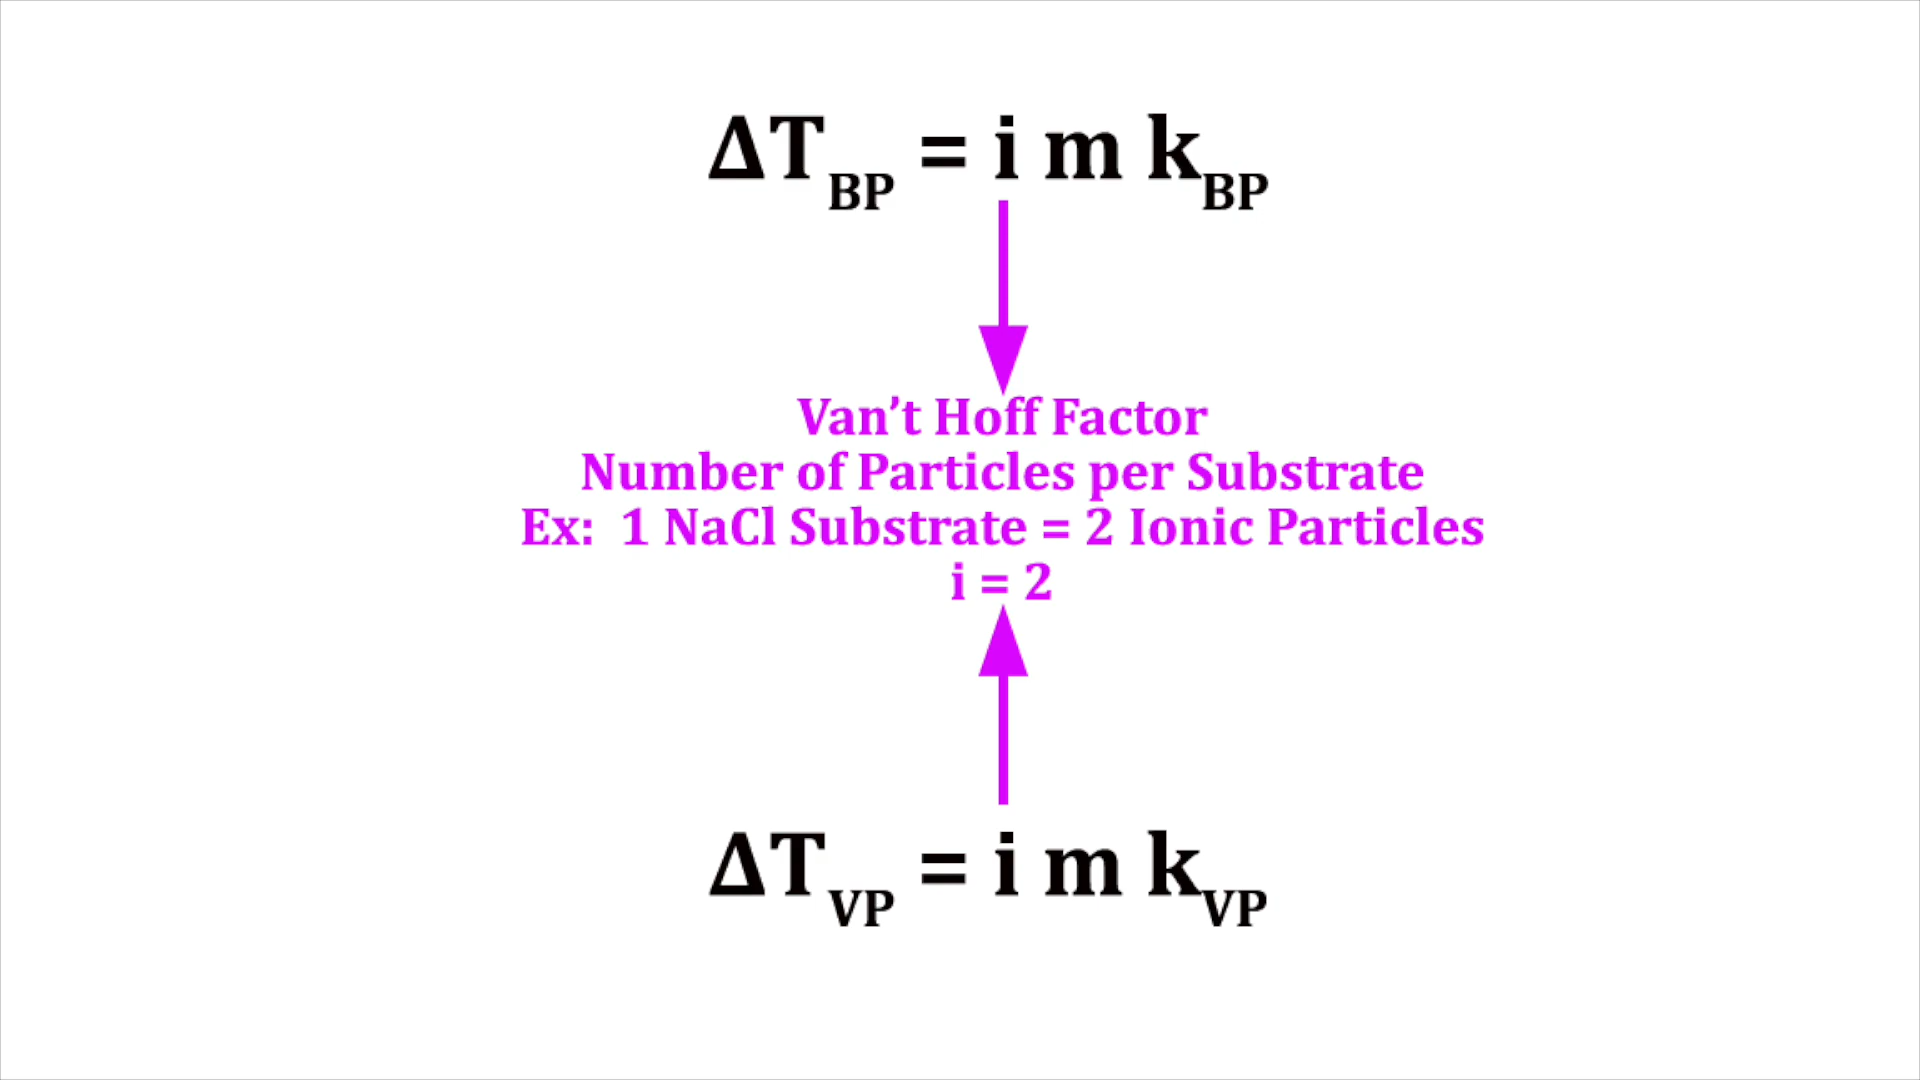 ΔT_BP = i m k_BP
Van’t Hoff Factor
Number of Particles per Substrate
Ex: 1 NaCl Substrate = 2 Ionic Particles
i = 2
ΔT_VP = i m k_VP